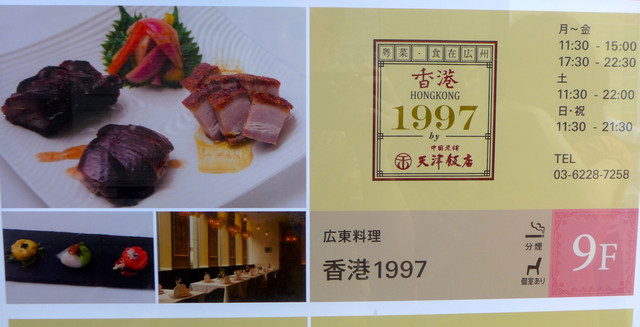 粤菜・食在広州
香港
HONGKONG
1997
by
中国老舗
天津飯店
月～金
11:30 - 15:00
17:30 - 22:30
土
11:30 - 22:00
日・祝
11:30 - 21:30
TEL
03-6228-7258
広東料理
香港1997
分煙
個室あり
9F